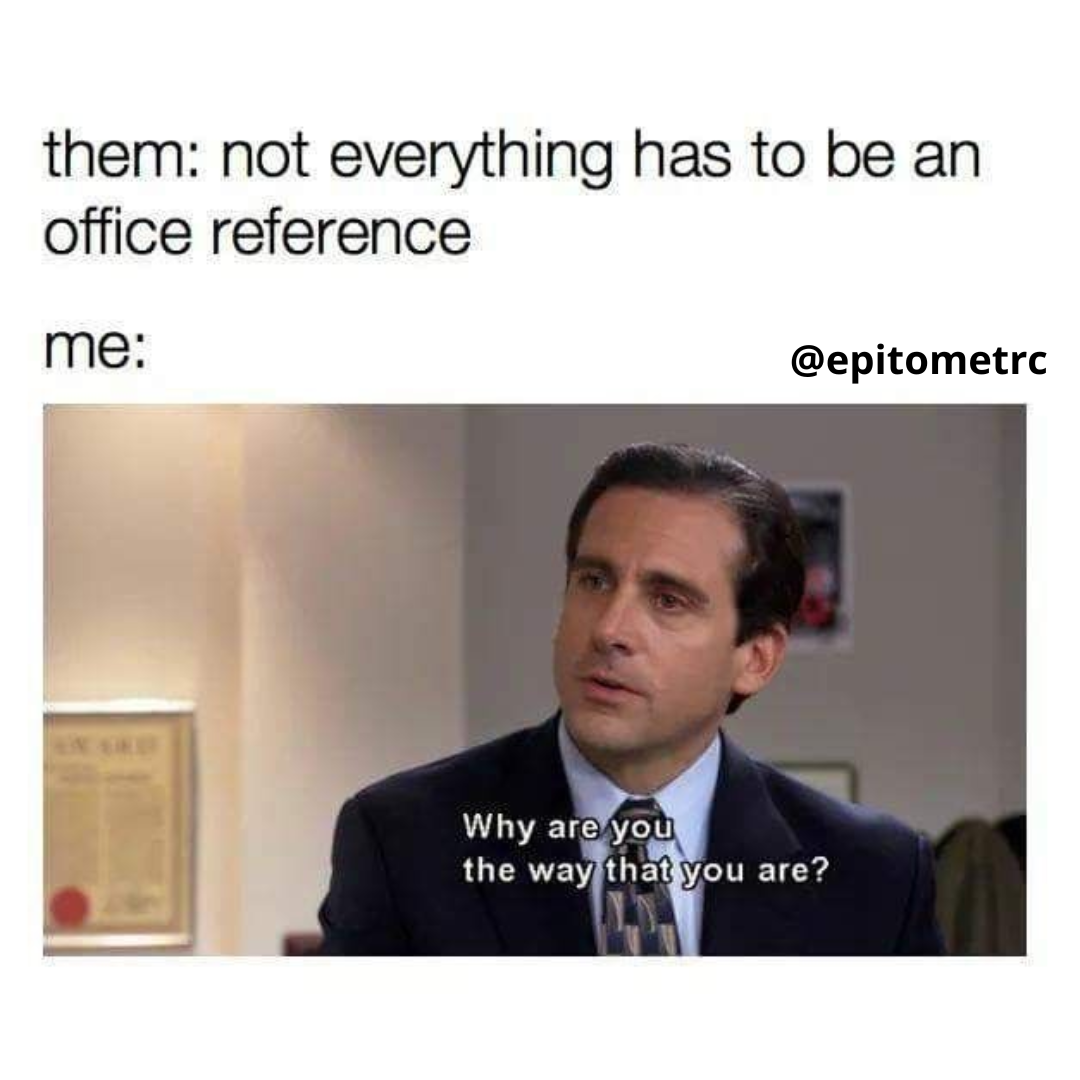 them: not everything has to be an
office reference
me:
@epitometrc
AWARD
Why are you
the way that you are?